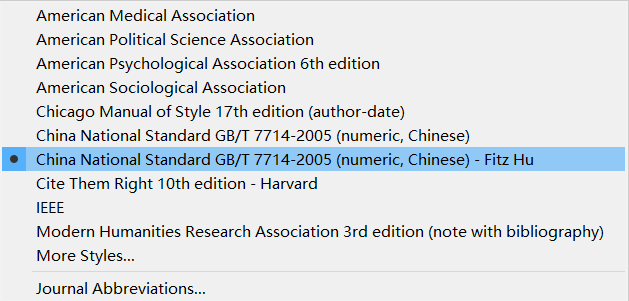 American Medical Association
American Political Science Association
American Psychological Association 6th edition
American Sociological Association
Chicago Manual of Style 17th edition (author-date)
China National Standard GB/T 7714-2005 (numeric, Chinese)
China National Standard GB/T 7714-2005 (numeric, Chinese) - Fitz Hu
Cite Them Right 10th edition - Harvard
IEEE
Modern Humanities Research Association 3rd edition (note with bibliography)
More Styles...
Journal Abbreviations...